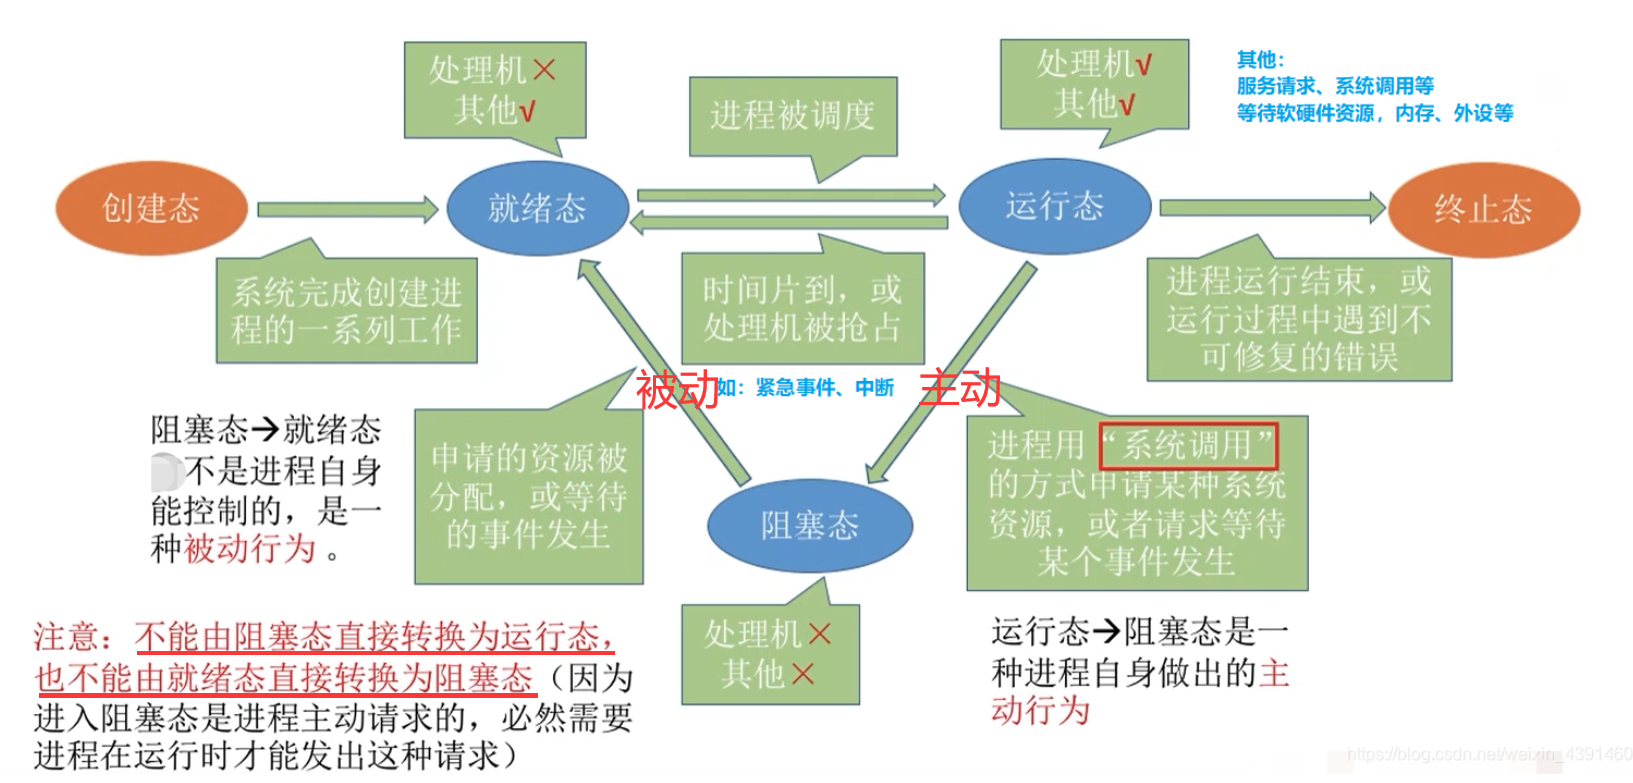 处理机×
其他√
进程被调度
处理机√
其他√
其他：
服务请求、系统调用等
等待软硬件资源，内存、外设等
创建态
就绪态
运行态
终止态
系统完成创建进
程的一系列工作
时间片到，或
处理机被抢占
进程运行结束，或
运行过程中遇到不
可修复的错误
被动
如：紧急事件、中断
主动
阻塞态→就绪态
不是进程自身
能控制的，是一
种被动行为。
申请的资源被
分配，或等待
的事件发生
进程用“系统调用”
的方式申请某种系统
资源，或者请求等待
某个事件发生
阻塞态
处理机×
其他×
注意：不能由阻塞态直接转换为运行态，
也不能由就绪态直接转换为阻塞态（因为
进入阻塞态是进程主动请求的，必然需要
进程在运行时才能发出这种请求）
运行态→阻塞态是一
种进程自身做出的主
动行为
https://blog.csdn.net/weixin_4391460